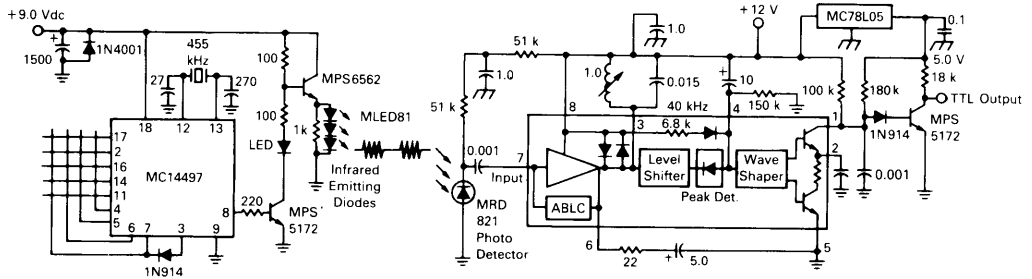 +9.0 Vdc
1500
1N4001
455
kHz
27
270
18
12
13
17
2
16
14
11
4
5
6
7
3
9
8
MC14497
1N914
220
100
100
LED
MPS
5172
MPS6562
1k
MLED81
Infrared
Emitting
Diodes
51 k
1.0
51 k
0.001
7
Input
MRD
821
Photo
Detector
+12 V
1.0
1.0
0.015
+
10
150 k
8
40 kHz
3
4
6.8 k
Level
Shifter
Peak Det.
Wave
Shaper
ABLC
6
22
+
5.0
5
MC78L05
0.1
5.0 V
18 k
100 k
180k
TTL Output
1
1N914
MPS
5172
2
0.001